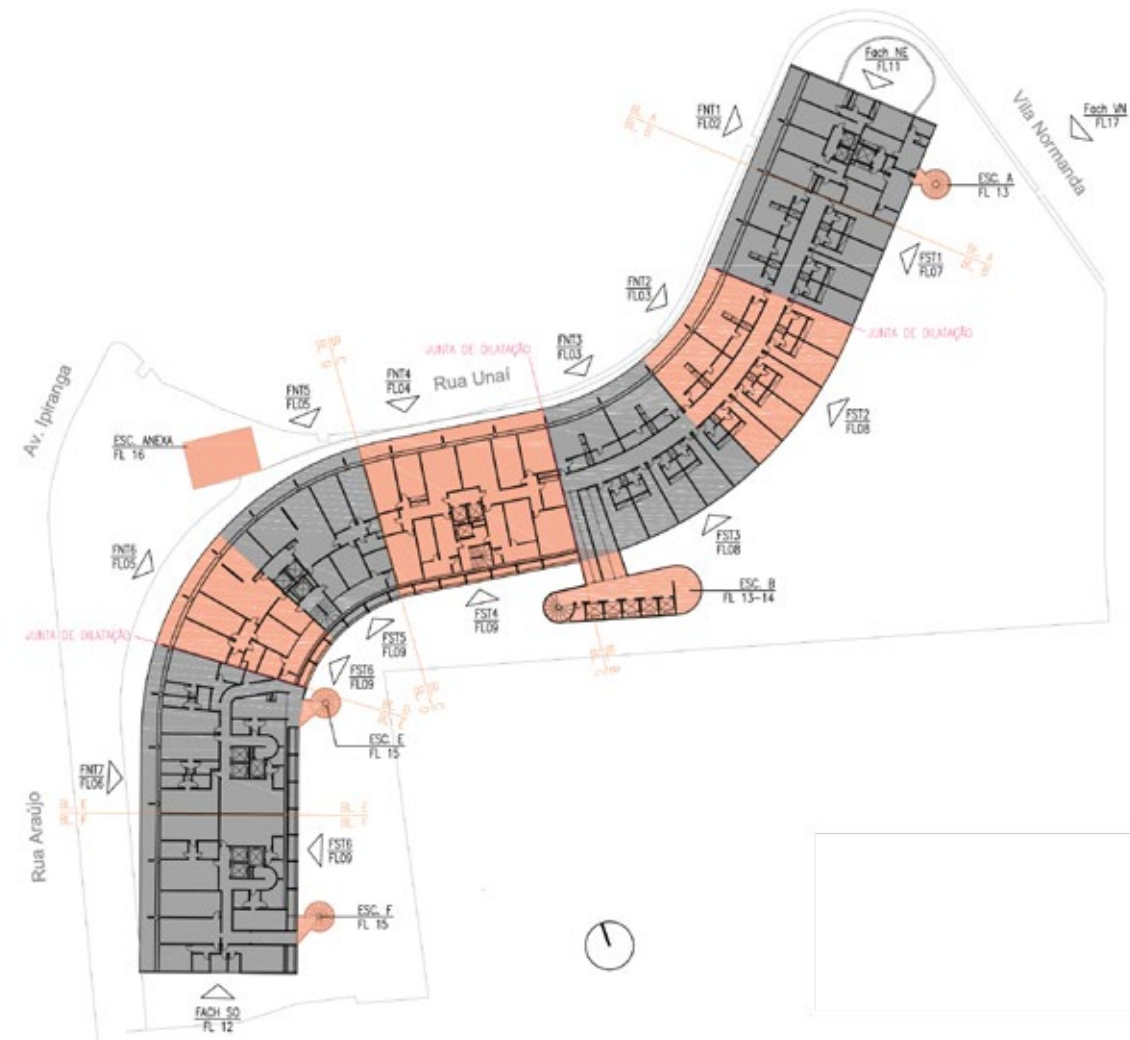 Fach NE
FL11
Vila Normanda
Fach VN
FL17
FNT1
FL02
ESC. A
FL 13
FST1
FL07
FNT2
FL03
JUNTA DE DILATAÇÃO
FNT3
FL03
JUNTA DE DILATAÇÃO
Rua Unaí
FNT4
FL04
FNT5
FL05
Av. Ipiranga
ESC. ANEXA
FL 16
FST2
FL08
FST3
FL08
FNT6
FL05
ESC. B
FL 13-14
FST4
FL09
FST5
FL09
JUNTA DE DILATAÇÃO
FST6
FL09
ESC. E
FL 15
FNT7
FL06
Rua Araújo
FST6
FL09
ESC. F
FL 15
FACH SO
FL 12